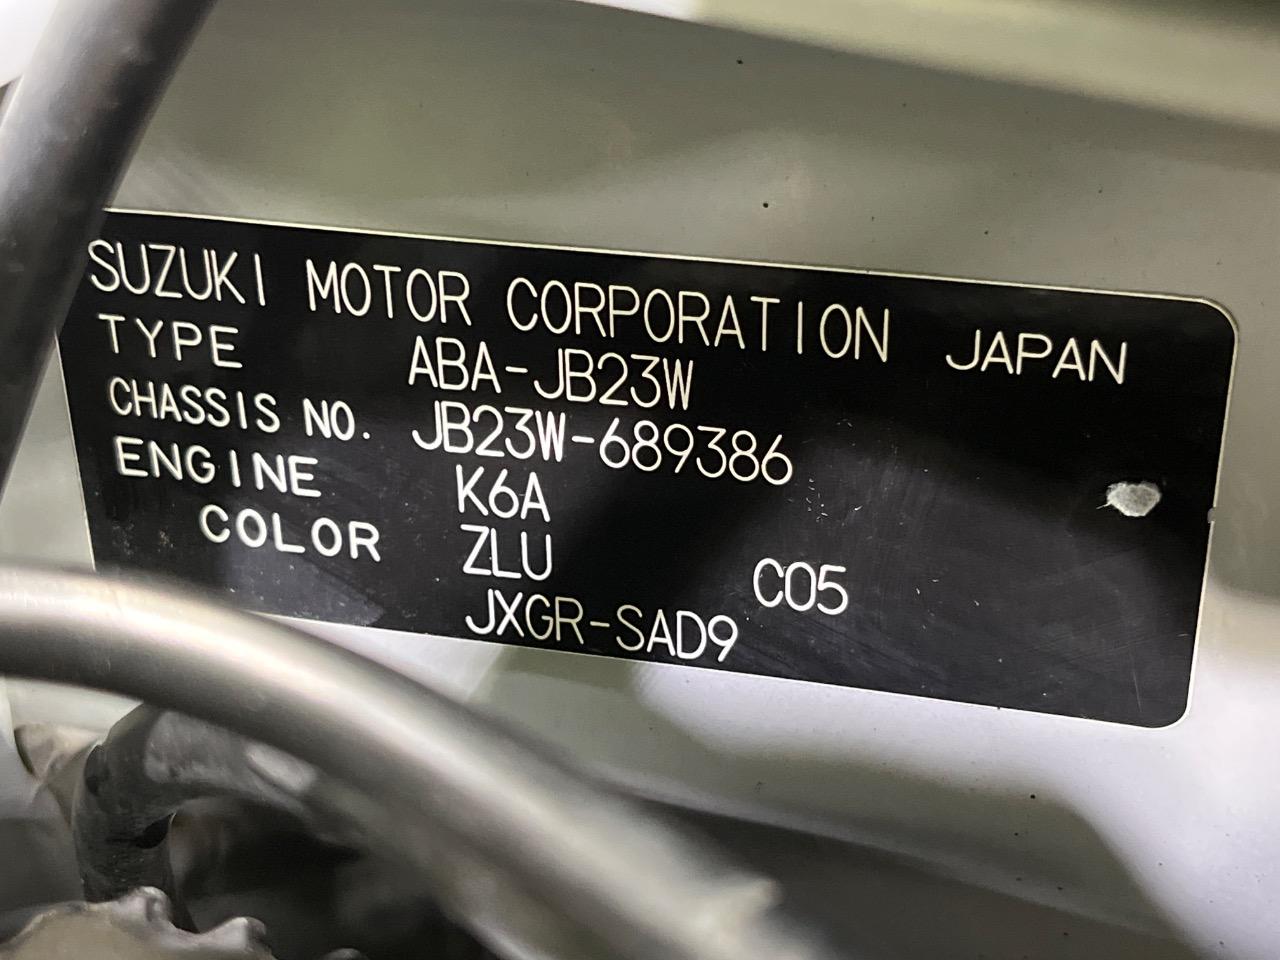 SUZUKI MOTOR CORPORATION JAPAN
TYPE ABA-JB23W
CHASSIS NO. JB23W-689386
ENGINE K6A
COLOR ZLU C05
JXGR-SAD9